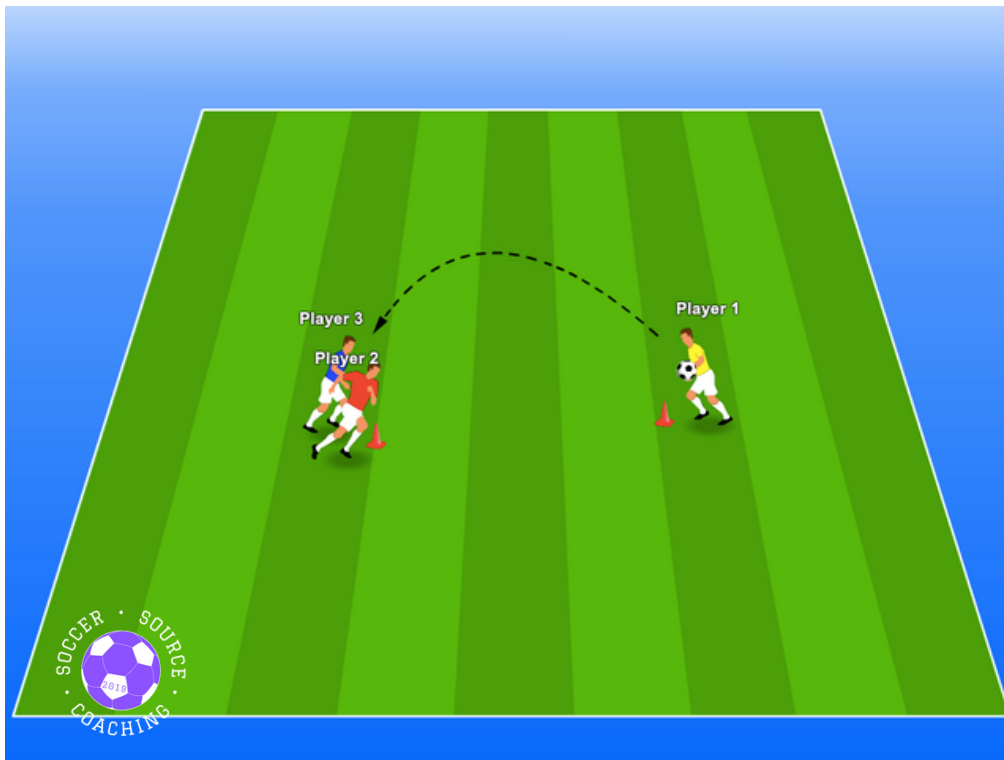 Player 1
Player 3
Player 2
SOCCER · SOURCE
2019
· COACHING ·